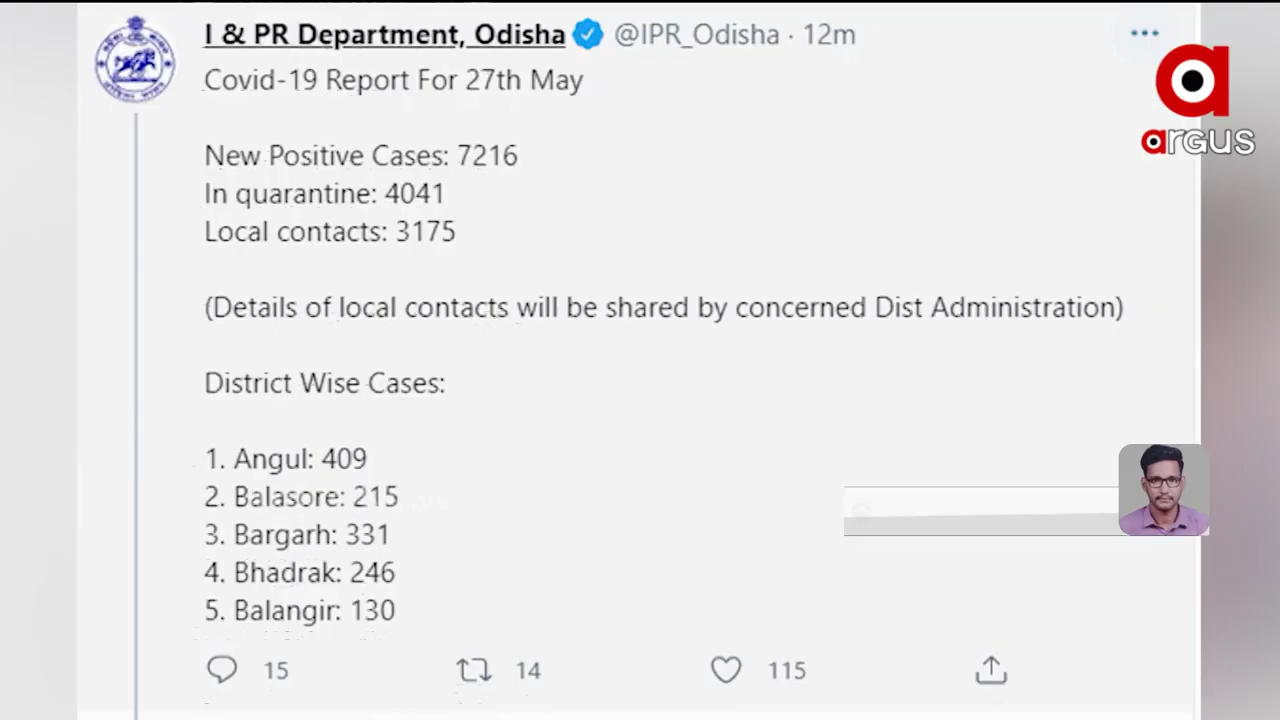 I & PR Department, Odisha @IPR_Odisha · 12m
Covid-19 Report For 27th May
New Positive Cases: 7216
In quarantine: 4041
Local contacts: 3175
(Details of local contacts will be shared by concerned Dist Administration)
District Wise Cases:
1. Angul: 409
2. Balasore: 215
3. Bargarh: 331
4. Bhadrak: 246
5. Balangir: 130
15 14 115
argus